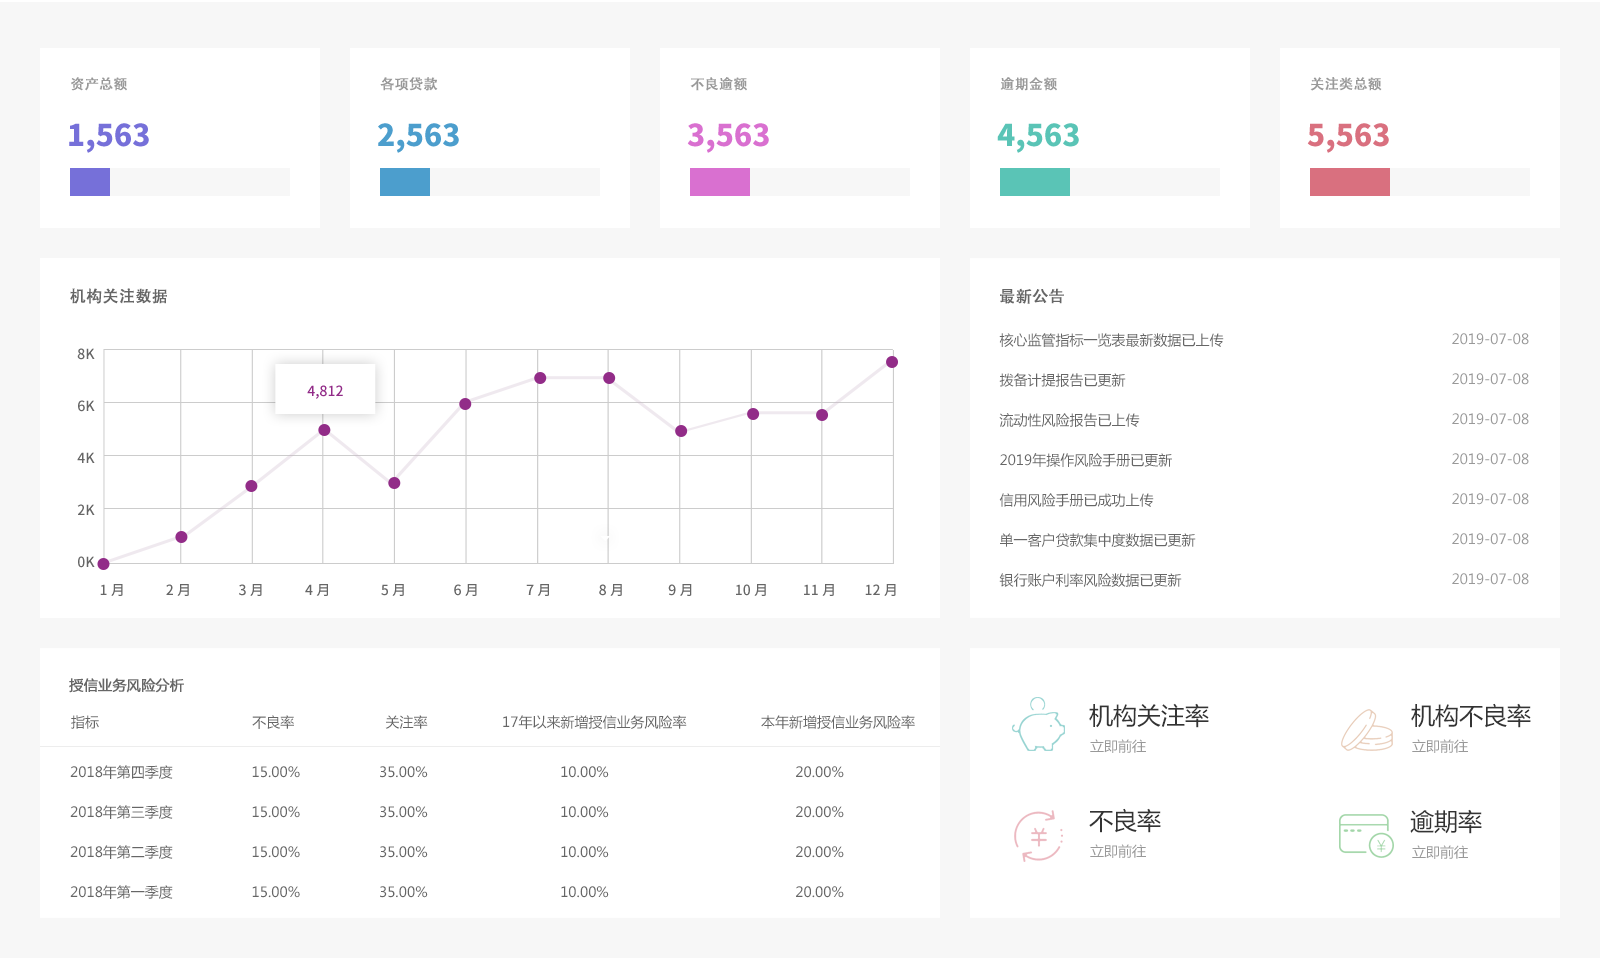 资产总额
1,563
各项贷款
2,563
不良逾额
3,563
逾期金额
4,563
关注类总额
5,563
机构关注数据
8K
6K
4K
2K
0K
4,812
1 月 2 月 3 月 4 月 5 月 6 月 7 月 8 月 9 月 10 月 11 月 12 月
最新公告
核心监管指标一览表最新数据已上传 2019-07-08
拨备计提报告已更新 2019-07-08
流动性风险报告已上传 2019-07-08
2019年操作风险手册已更新 2019-07-08
信用风险手册已成功上传 2019-07-08
单一客户贷款集中度数据已更新 2019-07-08
银行账户利率风险数据已更新 2019-07-08
授信业务风险分析
指标 不良率 关注率 17年以来新增授信业务风险率 本年新增授信业务风险率
2018年第四季度 15.00% 35.00% 10.00% 20.00%
2018年第三季度 15.00% 35.00% 10.00% 20.00%
2018年第二季度 15.00% 35.00% 10.00% 20.00%
2018年第一季度 15.00% 35.00% 10.00% 20.00%
机构关注率
立即前往
机构不良率
立即前往
¥
不良率
立即前往
¥
逾期率
立即前往